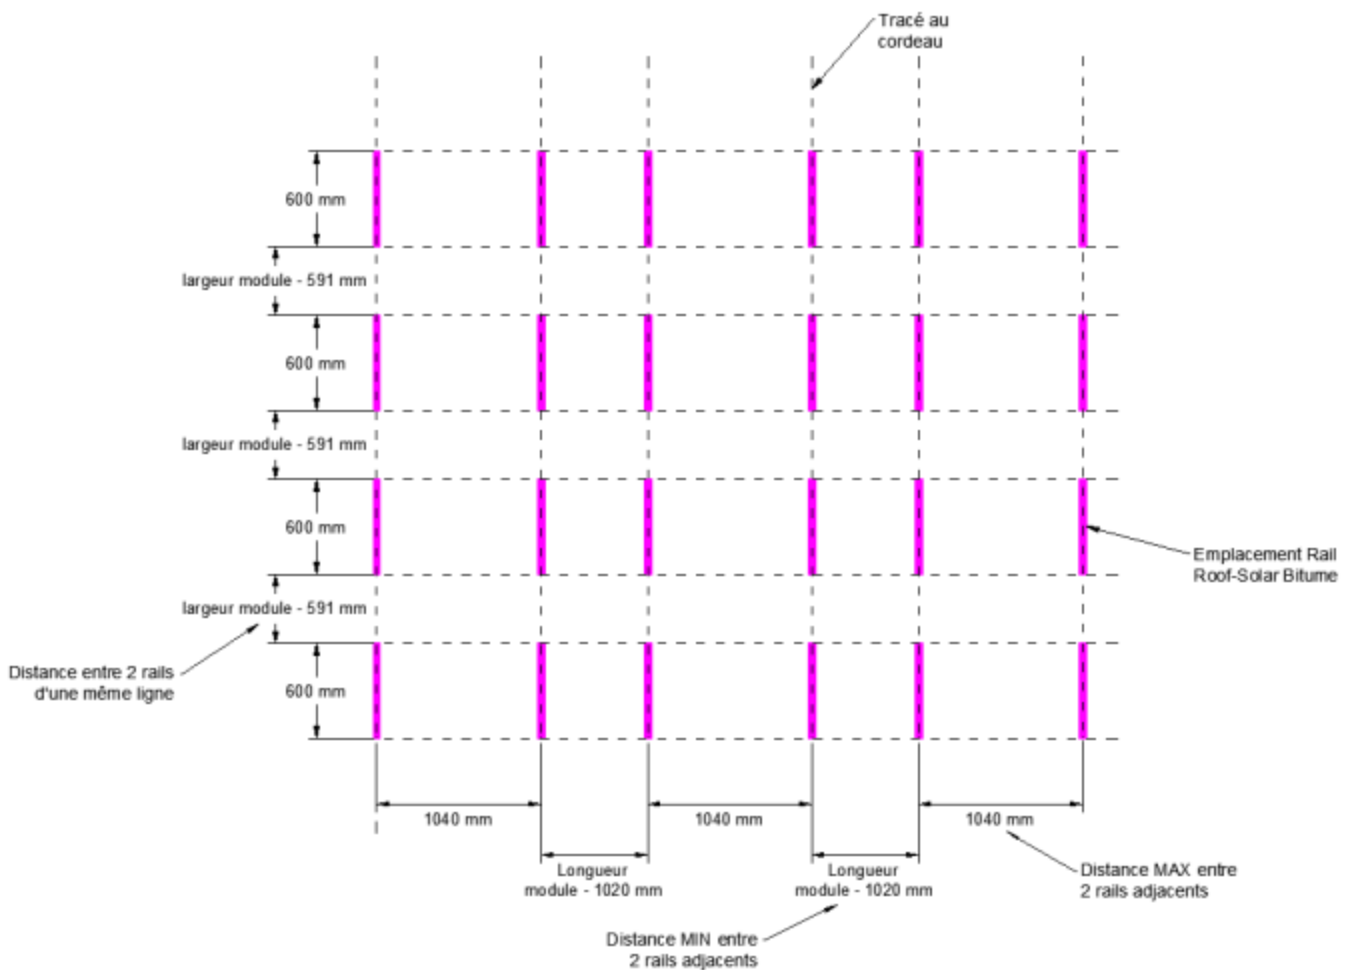 Tracé au
cordeau
600 mm
largeur module - 591 mm
600 mm
largeur module - 591 mm
600 mm
Emplacement Rail
Roof-Solar Bitume
largeur module - 591 mm
Distance entre 2 rails
d'une même ligne
600 mm
1040 mm
1040 mm
1040 mm
Longueur
module - 1020 mm
Longueur
module - 1020 mm
Distance MAX entre
2 rails adjacents
Distance MIN entre
2 rails adjacents